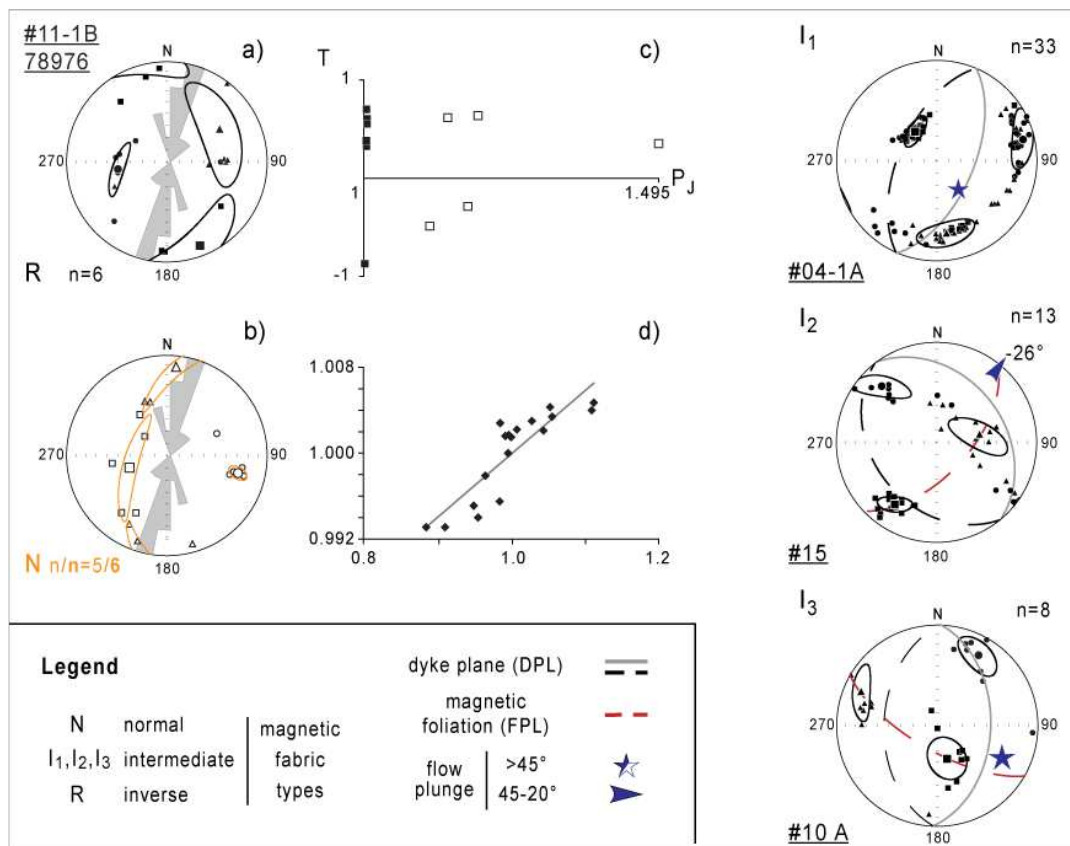 #11-1B
78976
a)
N
270
90
180
R n=6
c)
T
1
1
1.495
P_J
-1
b)
N
270
90
180
N n/n=5/6
d)
1.008
1.000
0.992
0.8 1.0 1.2
I₁
n=33
N
270
90
180
#04-1A
I₂
n=13
N
-26°
270
90
180
#15
I₃
n=8
N
270
90
180
#10 A
Legend
N normal
I₁,I₂,I₃ intermediate
R inverse
magnetic
fabric
types
dyke plane (DPL)
magnetic
foliation (FPL)
flow
plunge
>45°
45-20°